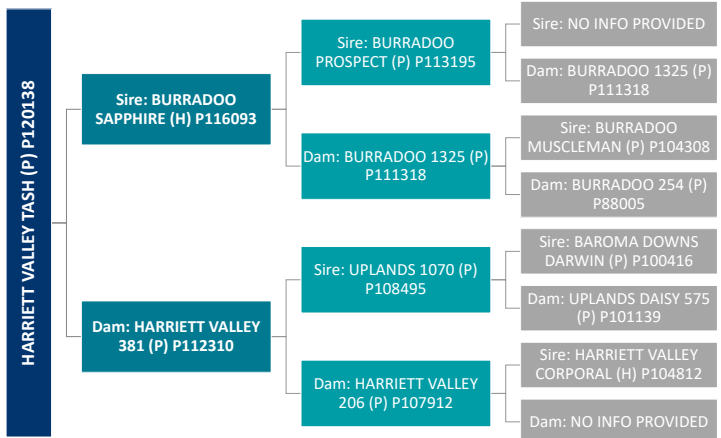 HARRIETT VALLEY TASH (P) P120138
Sire: BURRADOO
SAPPHIRE (H) P116093
Dam: HARRIETT VALLEY
381 (P) P112310
Sire: BURRADOO
PROSPECT (P) P113195
Dam: BURRADOO 1325 (P)
P111318
Sire: UPLANDS 1070 (P)
P108495
Dam: HARRIETT VALLEY
206 (P) P107912
Sire: NO INFO PROVIDED
Dam: BURRADOO 1325 (P)
P111318
Sire: BURRADOO
MUSCLEMAN (P) P104308
Dam: BURRADOO 254 (P)
P88005
Sire: BAROMA DOWNS
DARWIN (P) P100416
Dam: UPLANDS DAISY 575
(P) P101139
Sire: HARRIETT VALLEY
CORPORAL (H) P104812
Dam: NO INFO PROVIDED